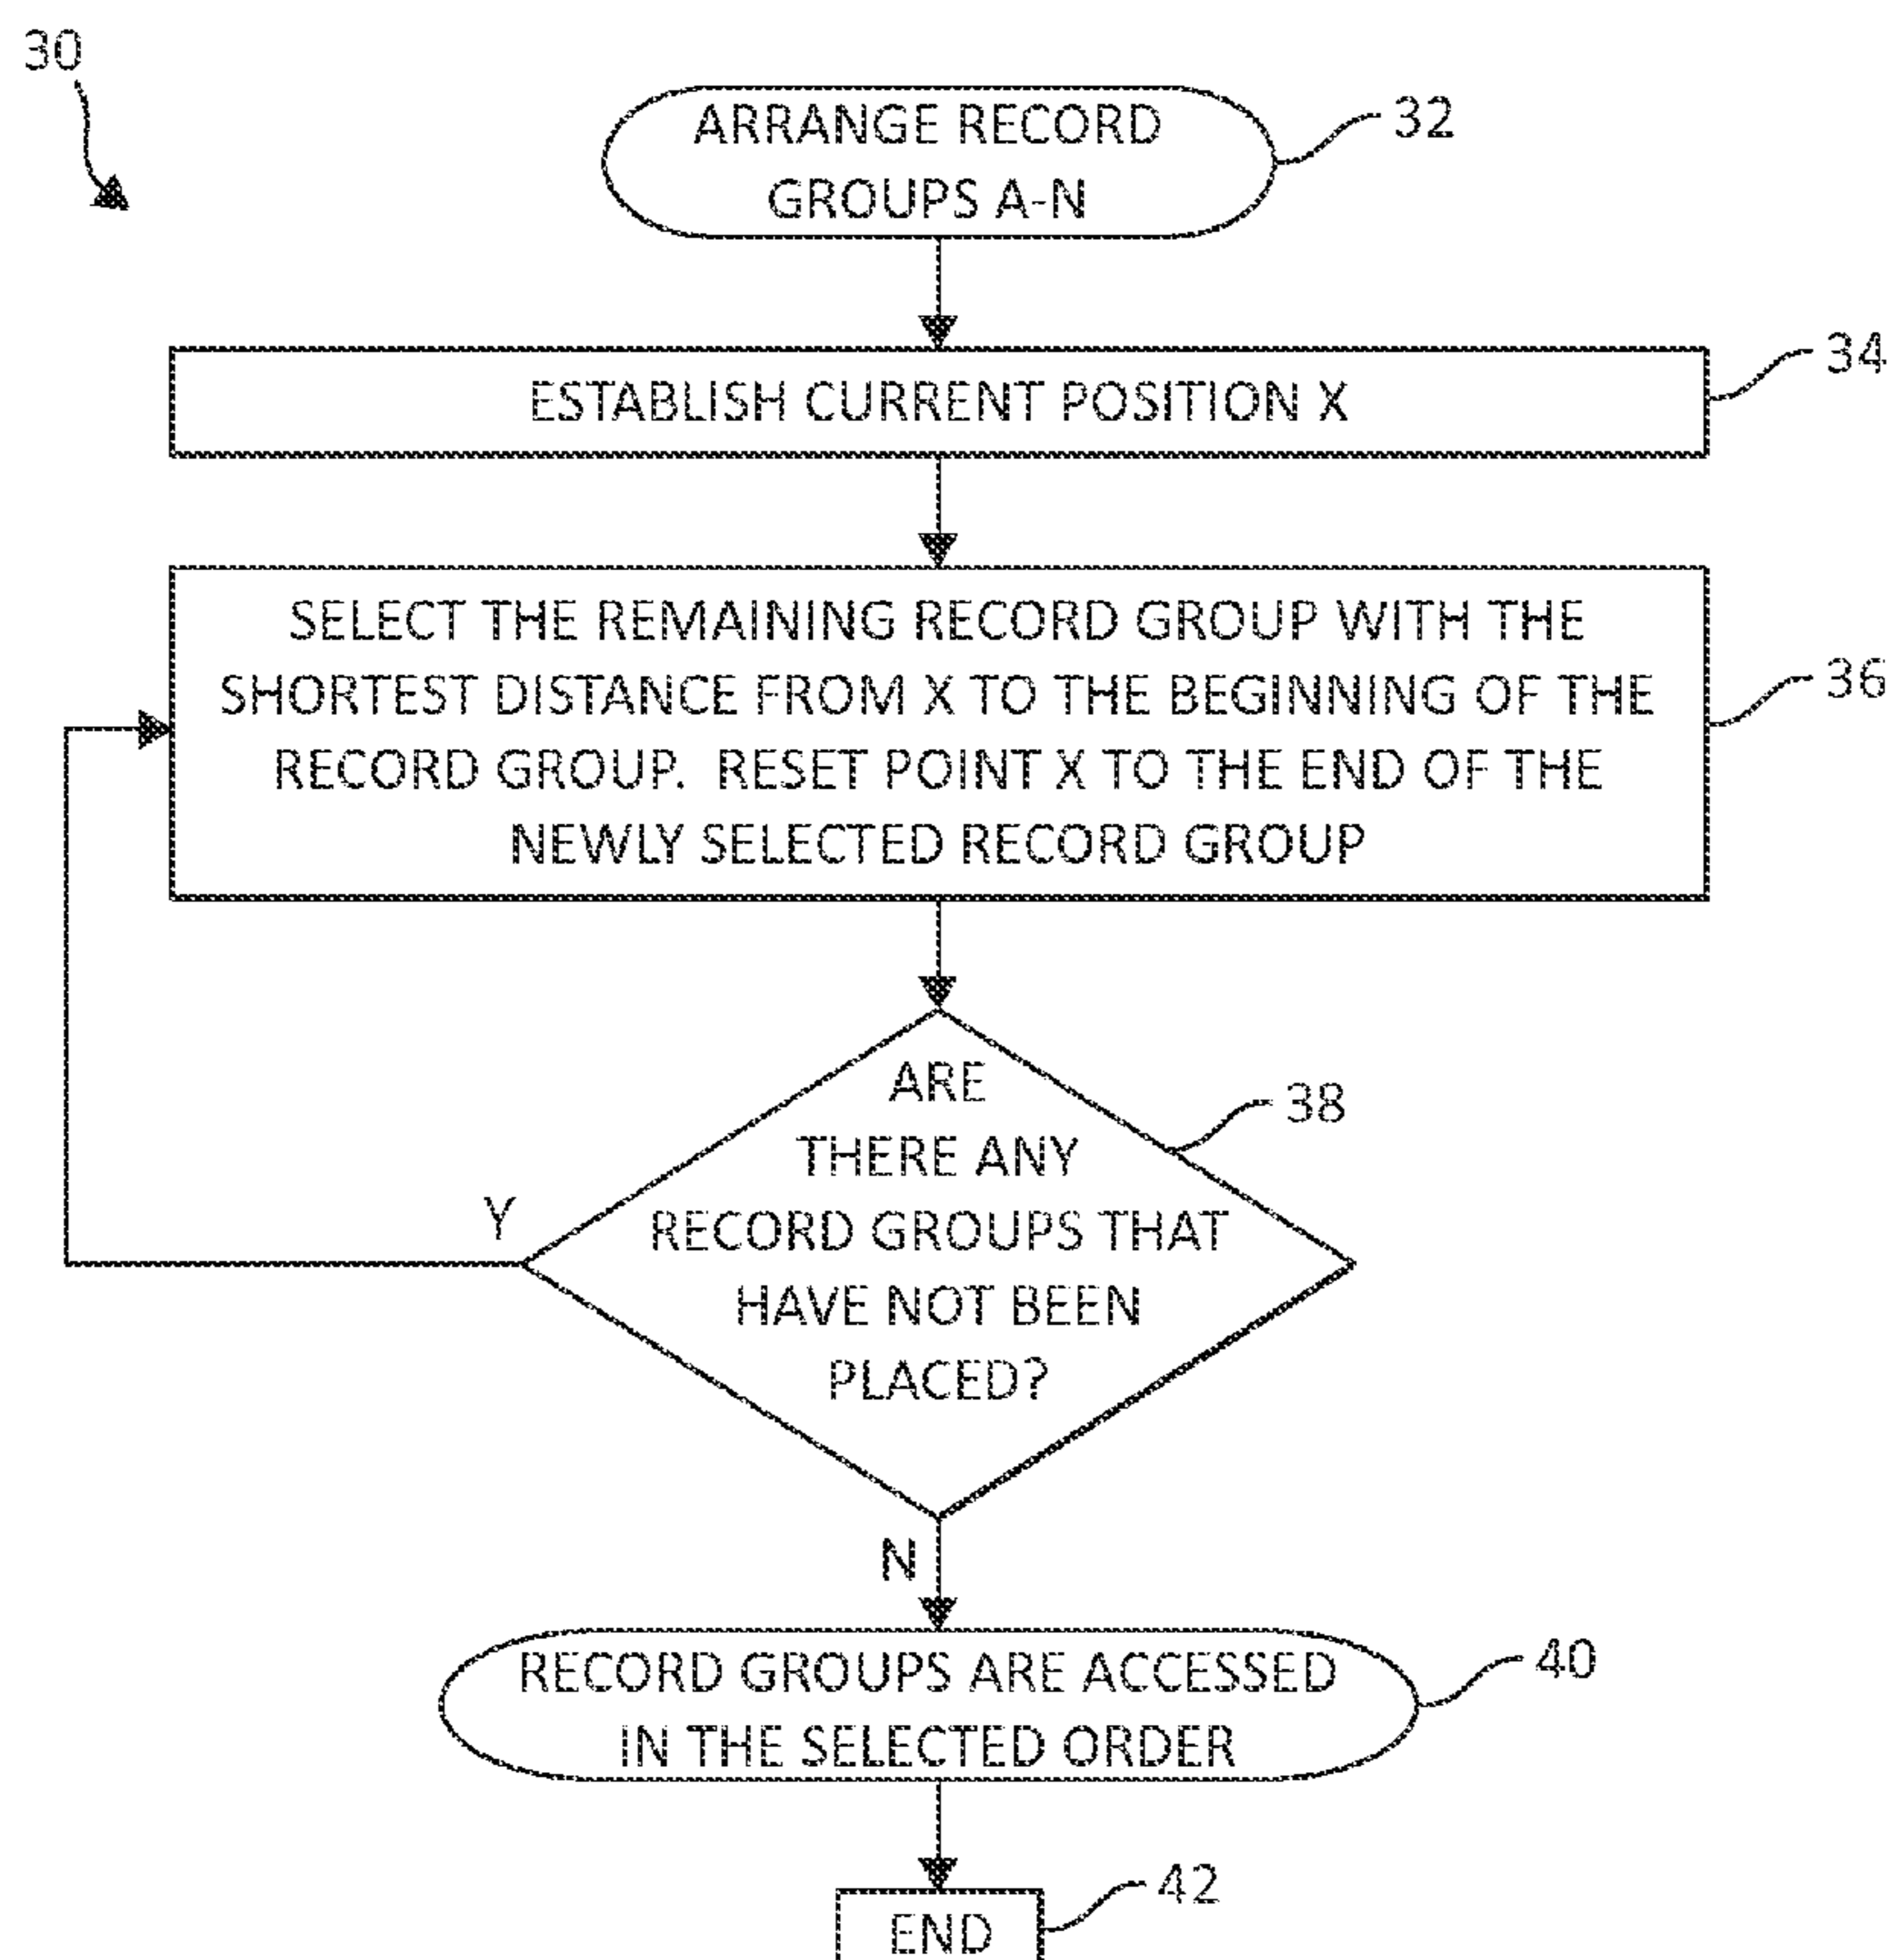 30
ARRANGE RECORD
GROUPS A-N
32
ESTABLISH CURRENT POSITION X
34
SELECT THE REMAINING RECORD GROUP WITH THE
SHORTEST DISTANCE FROM X TO THE BEGINNING OF THE
RECORD GROUP. RESET POINT X TO THE END OF THE
NEWLY SELECTED RECORD GROUP
36
ARE
THERE ANY
RECORD GROUPS THAT
HAVE NOT BEEN
PLACED?
38
Y
N
RECORD GROUPS ARE ACCESSED
IN THE SELECTED ORDER
40
END
42